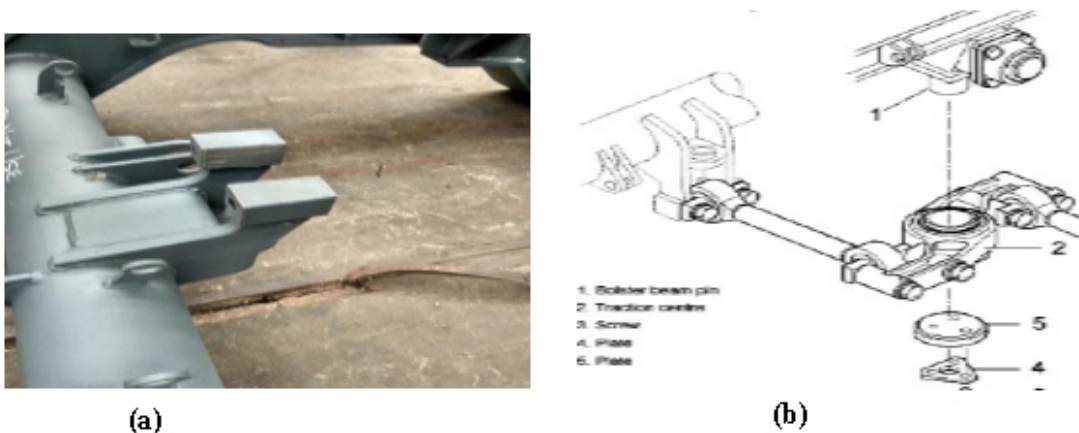 1
2
5
4
1. Bolster beam pin
2. Traction centre
3. Screw
4. Plate
5. Plate
(a)
(b)